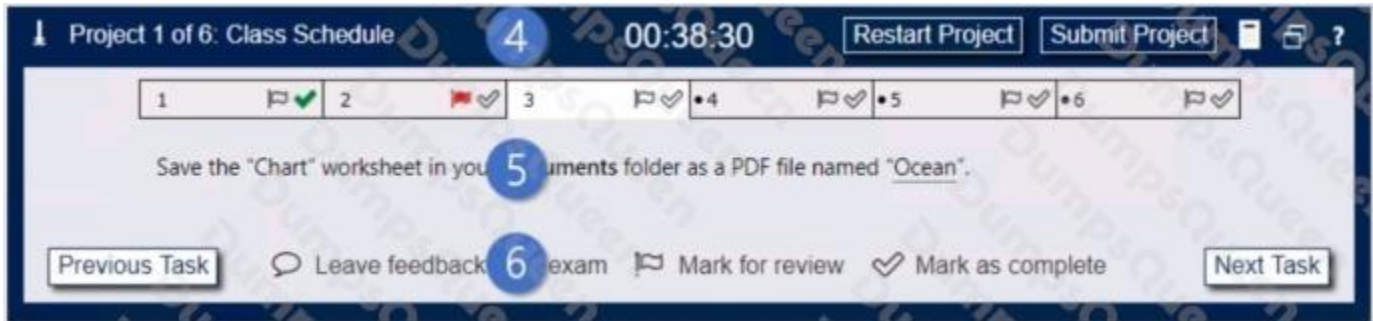 Project 1 of 6: Class Schedule 4 00:38:30 Restart Project Submit Project ?
1 2 3 •4 •5 •6
Save the "Chart" worksheet in you 5 uments folder as a PDF file named "Ocean".
Previous Task Leave feedback 6 exam Mark for review Mark as complete Next Task
DumpsQueen